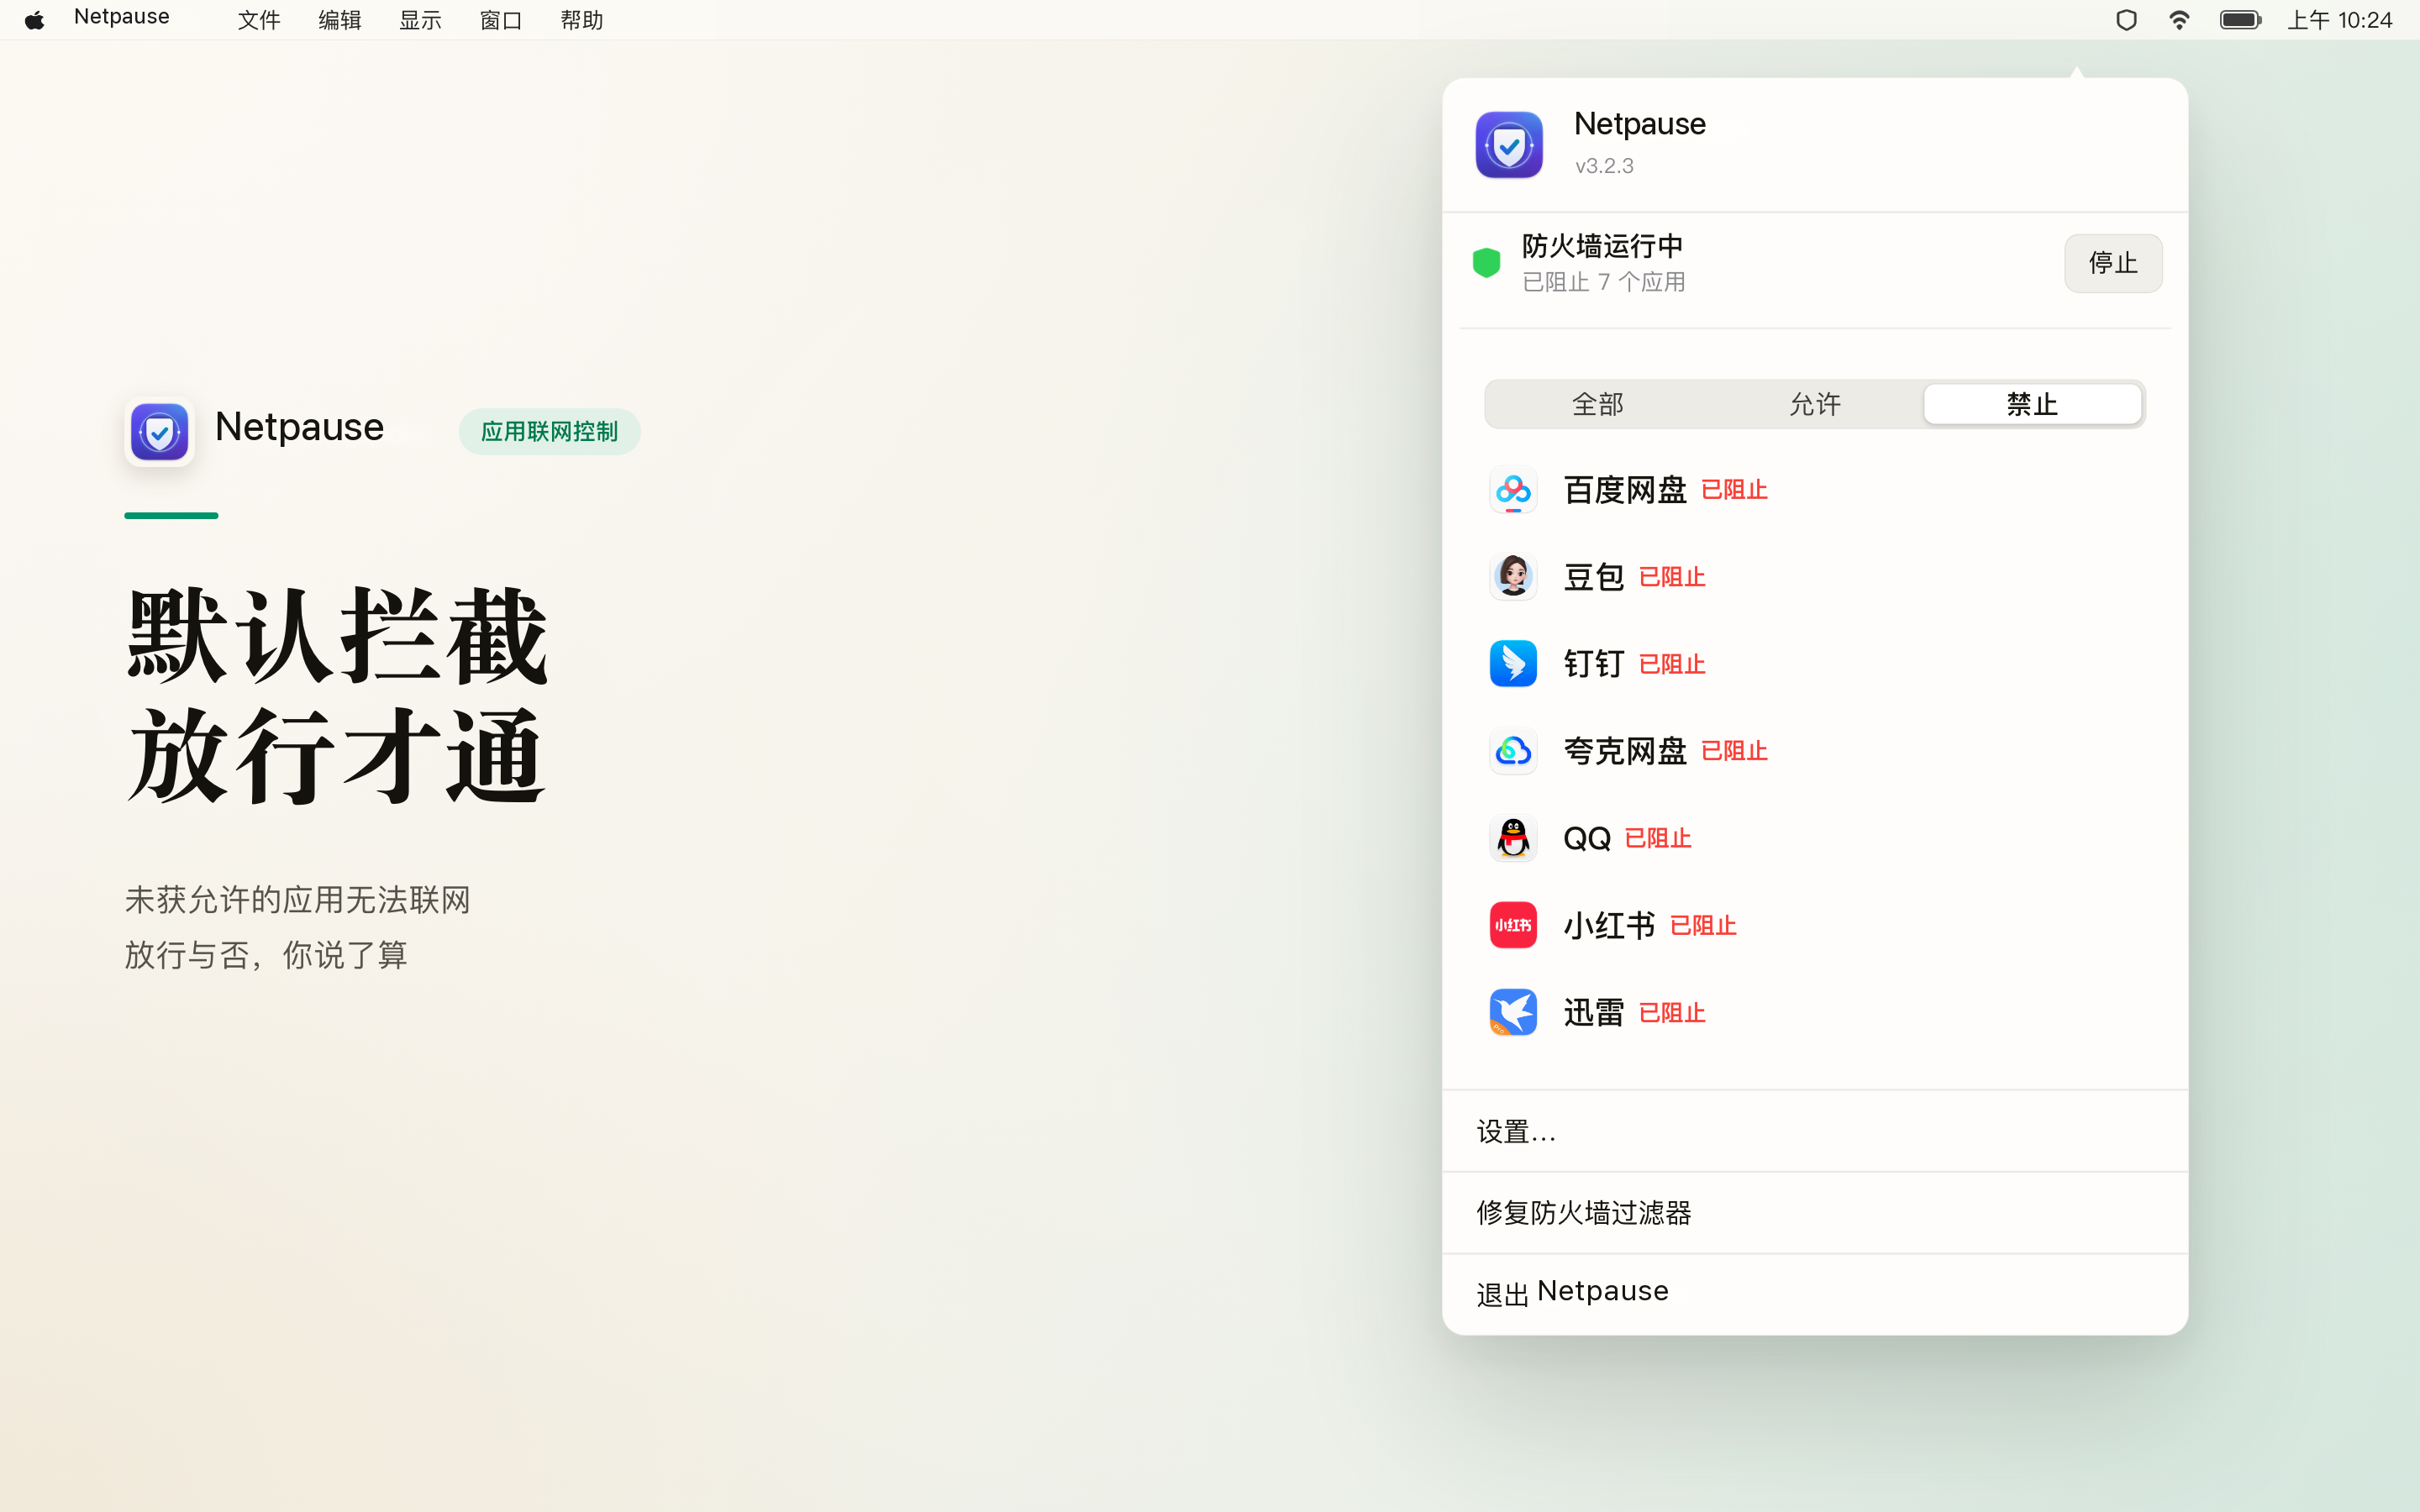 Netpause 文件 编辑 显示 窗口 帮助 上午 10:24
Netpause 应用联网控制
默认拦截
放行才通
未获允许的应用无法联网
放行与否，你说了算
Netpause
v3.2.3
防火墙运行中
已阻止 7 个应用
停止
全部 允许 禁止
百度网盘 已阻止
豆包 已阻止
钉钉 已阻止
夸克网盘 已阻止
QQ 已阻止
小红书 小红书 已阻止
Pro 迅雷 已阻止
设置...
修复防火墙过滤器
退出 Netpause